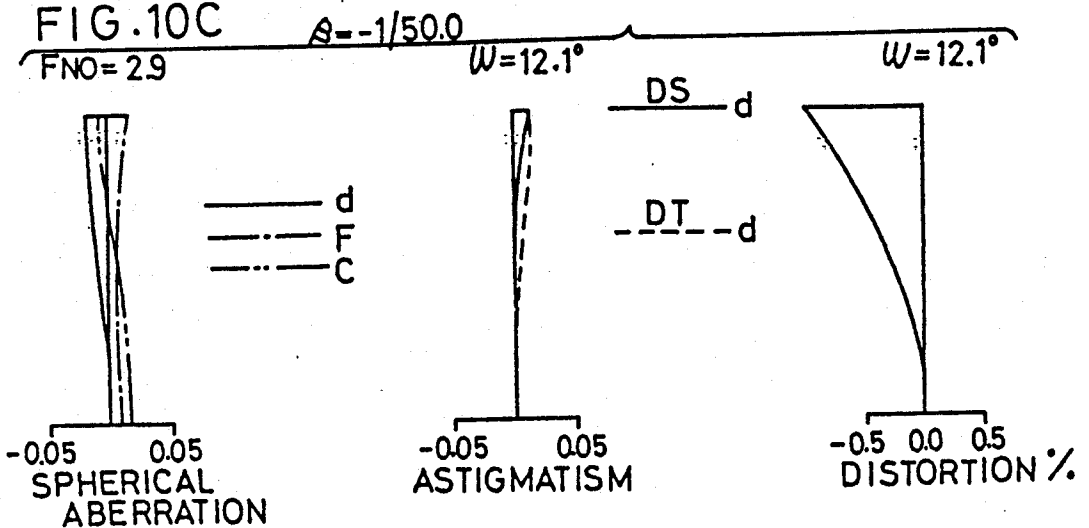 FIG.10C
β=-1/50.0
FNO=2.9
W=12.1°
W=12.1°
DS d
d
DT d
F
C
-0.05 0.05
SPHERICAL
ABERRATION
-0.05 0.05
ASTIGMATISM
-0.5 0.0 0.5
DISTORTION %